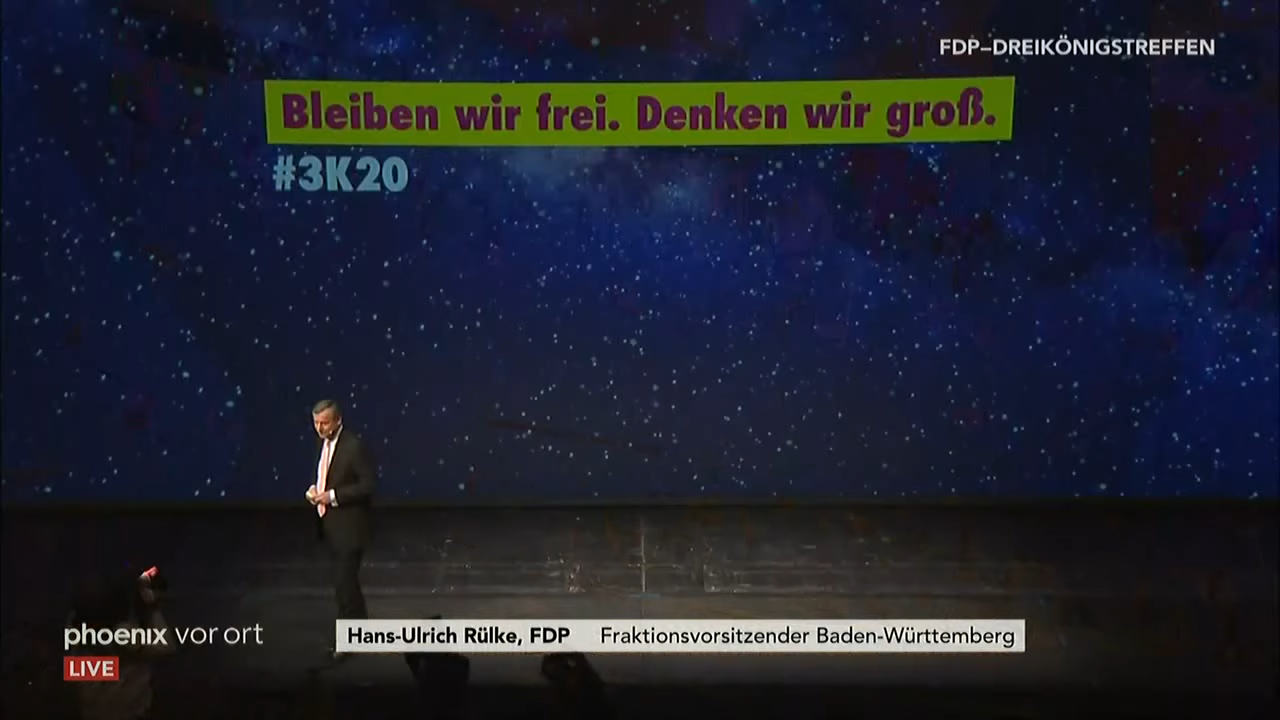 FDP–DREIKÖNIGSTREFFEN
Bleiben wir frei. Denken wir groß.
#3K20
phoenix vor ort
LIVE
Hans-Ulrich Rülke, FDP Fraktionsvorsitzender Baden-Württemberg